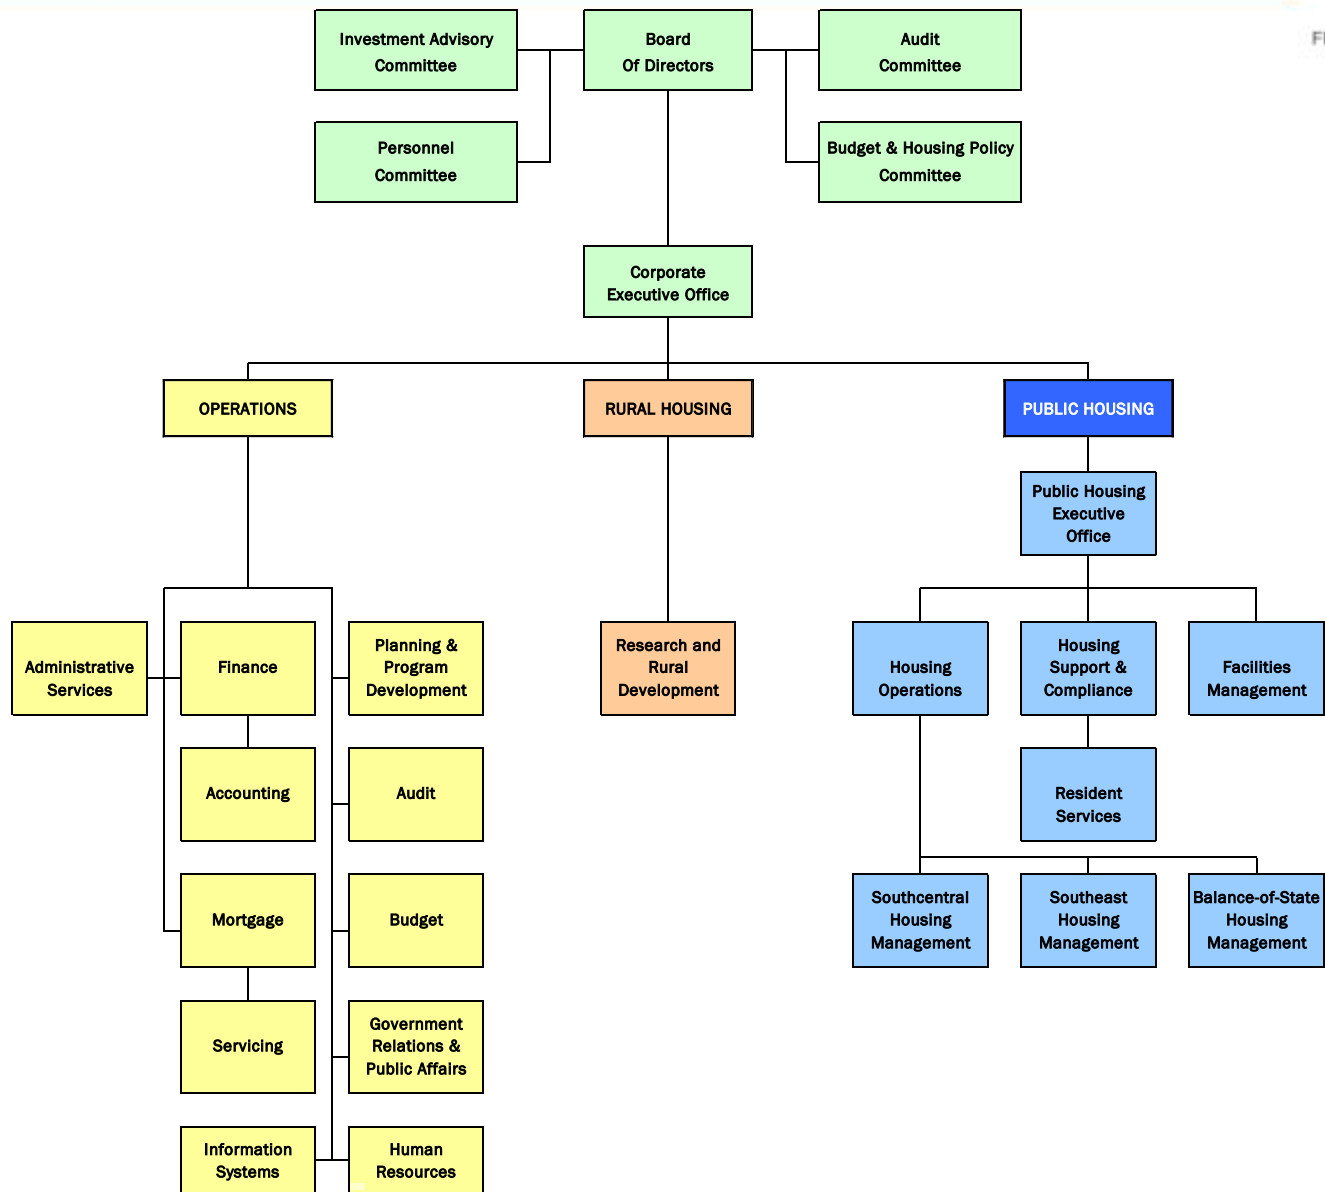 Investment Advisory
Committee
Board
Of Directors
Audit
Committee
Personnel
Committee
Budget & Housing Policy
Committee
Corporate
Executive Office
OPERATIONS
RURAL HOUSING
PUBLIC HOUSING
Public Housing
Executive
Office
Administrative
Services
Finance
Planning &
Program
Development
Research and
Rural
Development
Housing
Operations
Housing
Support &
Compliance
Facilities
Management
Accounting
Audit
Resident
Services
Mortgage
Budget
Southcentral
Housing
Management
Southeast
Housing
Management
Balance-of-State
Housing
Management
Servicing
Government
Relations &
Public Affairs
Information
Systems
Human
Resources